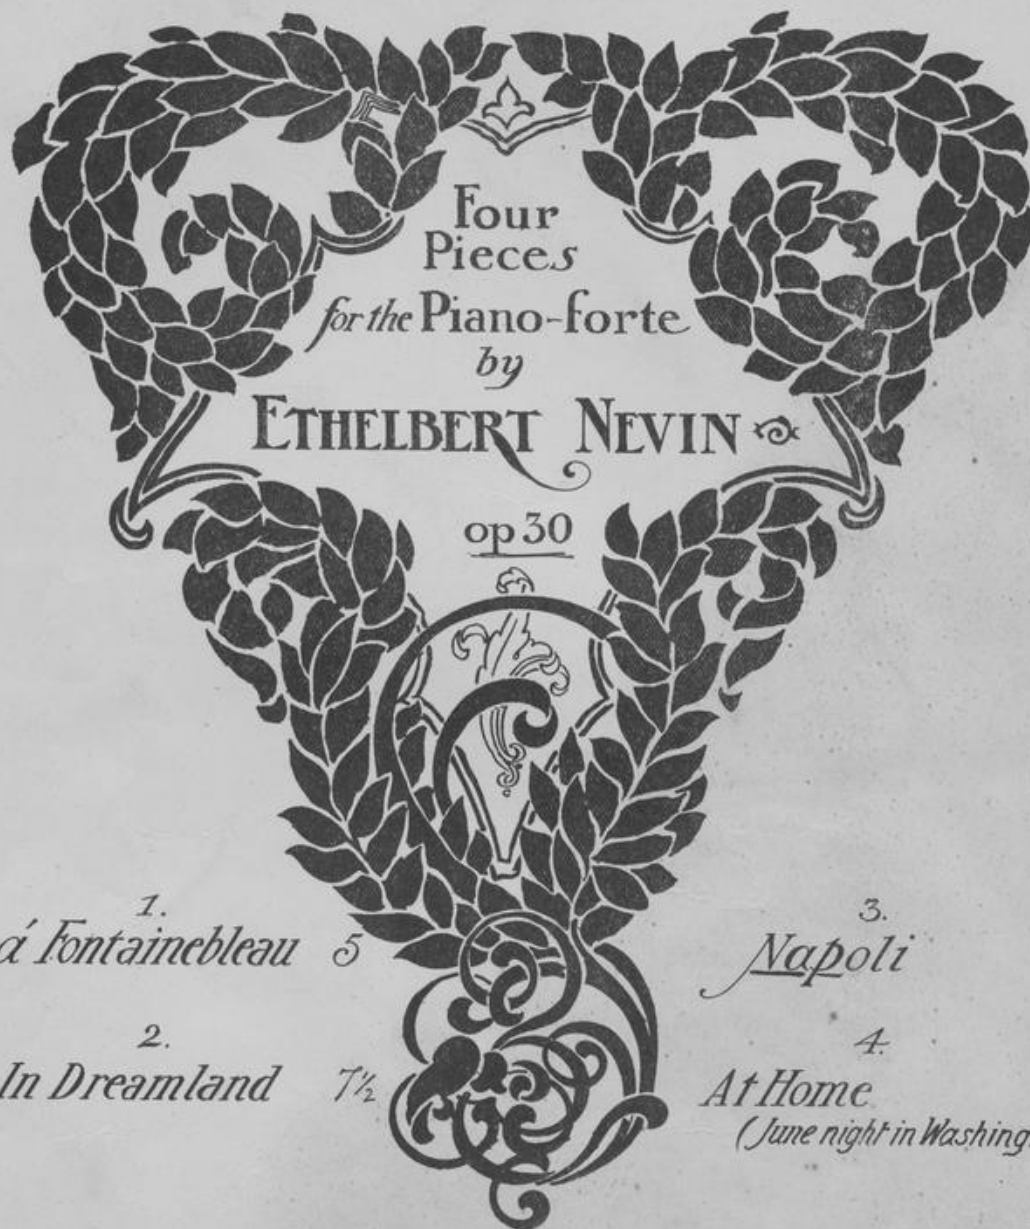 Four
Pieces
for the Piano-forte
by
ETHELBERT NEVIN
op 30
1.
á Fontainebleau 5
2.
In Dreamland 7½
3.
Napoli
4.
At Home
(June night in Washing